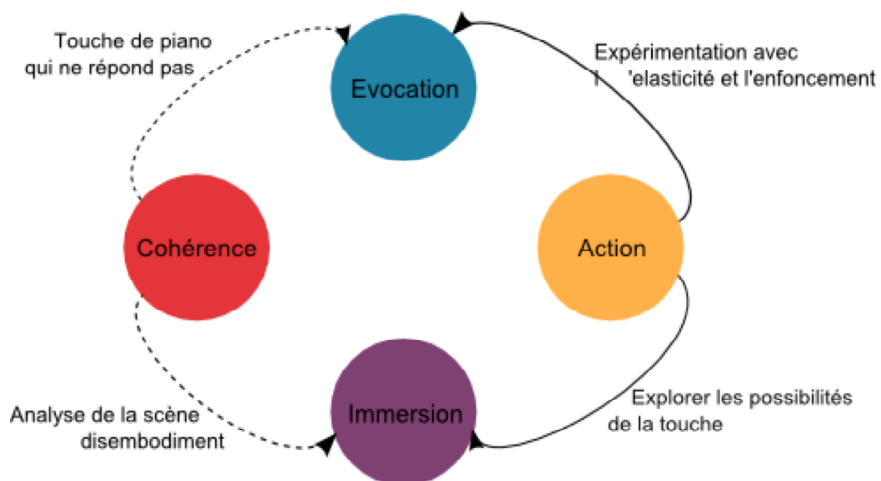 Touche de piano
qui ne répond pas
Evocation
Expérimentation avec
l 'elasticité et l'enfoncement
Cohérence
Action
Analyse de la scène
disembodiment
Immersion
Explorer les possibilités
de la touche